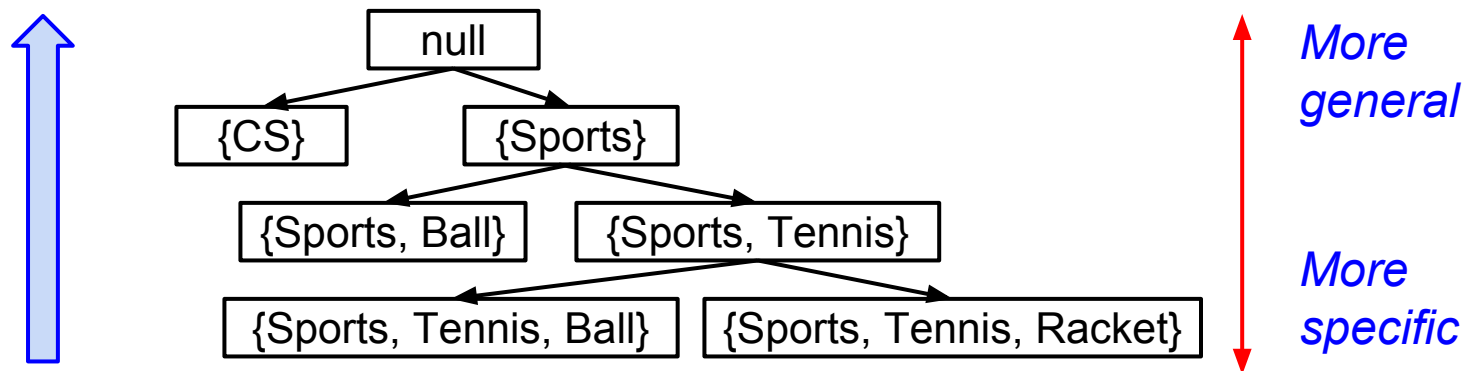 null
More
general
{CS}
{Sports}
{Sports, Ball}
{Sports, Tennis}
More
specific
{Sports, Tennis, Ball}
{Sports, Tennis, Racket}